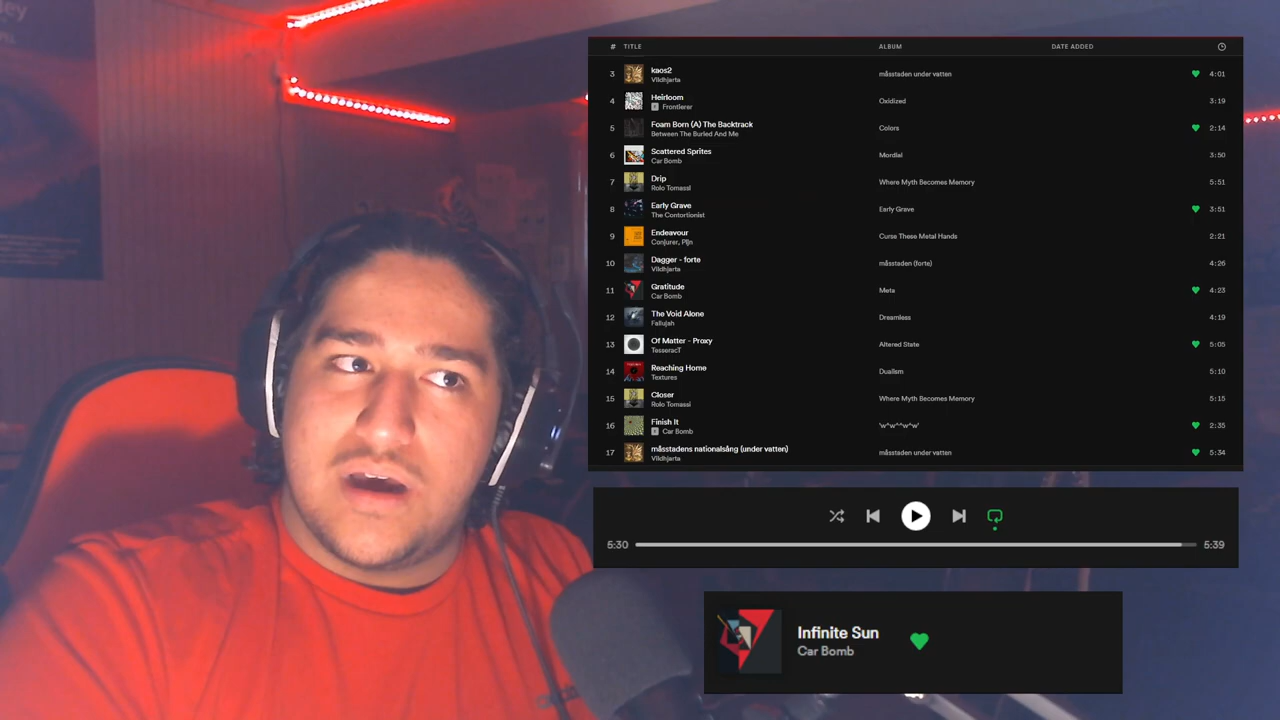 # TITLE ALBUM DATE ADDED
3 kaos2 måsstaden under vatten 4:01
Vildhjarta
4 Heirloom Oxidized 3:19
E Frontierer
5 Foam Born (A) The Backtrack Colors 2:14
Between The Buried And Me
6 Scattered Sprites Mordial 3:50
Car Bomb
7 Drip Where Myth Becomes Memory 5:51
Rolo Tomassi
8 Early Grave Early Grave 3:51
The Contortionist
9 Endeavour Curse These Metal Hands 2:21
Conjurer, Pijn
10 Dagger - forte måsstaden (forte) 4:26
Vildhjarta
11 Gratitude Meta 4:23
Car Bomb
12 The Void Alone Dreamless 4:19
Fallujah
13 Of Matter - Proxy Altered State 5:05
TesseracT
14 Reaching Home Dualism 5:10
Textures
15 Closer Where Myth Becomes Memory 5:15
Rolo Tomassi
16 Finish It 'w^w^^w^w' 2:35
E Car Bomb
17 måsstadens nationalsång (under vatten) måsstaden under vatten 5:34
Vildhjarta
5:30 5:39
Infinite Sun
Car Bomb